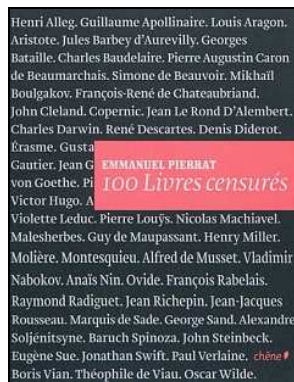 Henri Alleg. Guillaume Apollinaire. Louis Aragon.
Aristote. Jules Barbey d'Aurevilly. Georges
Bataille. Charles Baudelaire. Pierre Augustin Caron
de Beaumarchais. Simone de Beauvoir. Mikhaïl
Boulgakov. François-René de Chateaubriand.
John Cleland. Copernic. Jean Le Rond D'Alembert.
Charles Darwin. René Descartes. Denis Diderot.
Érasme. Gusta
Gautier. Jean G
EMMANUEL PIERRAT
von Goethe. Pi
100 Livres censurés
Victor Hugo. A
Violette Leduc. Pierre Louÿs. Nicolas Machiavel.
Malesherbes. Guy de Maupassant. Henry Miller.
Molière. Montesquieu. Alfred de Musset. Vladimir
Nabokov. Anaïs Nin. Ovide. François Rabelais.
Raymond Radiguet. Jean Richepin. Jean-Jacques
Rousseau. Marquis de Sade. George Sand. Alexandre
Soljénitsyne. Baruch Spinoza. John Steinbeck.
Eugène Sue. Jonathan Swift. Paul Verlaine. chêne
Boris Vian. Théophile de Viau. Oscar Wilde.